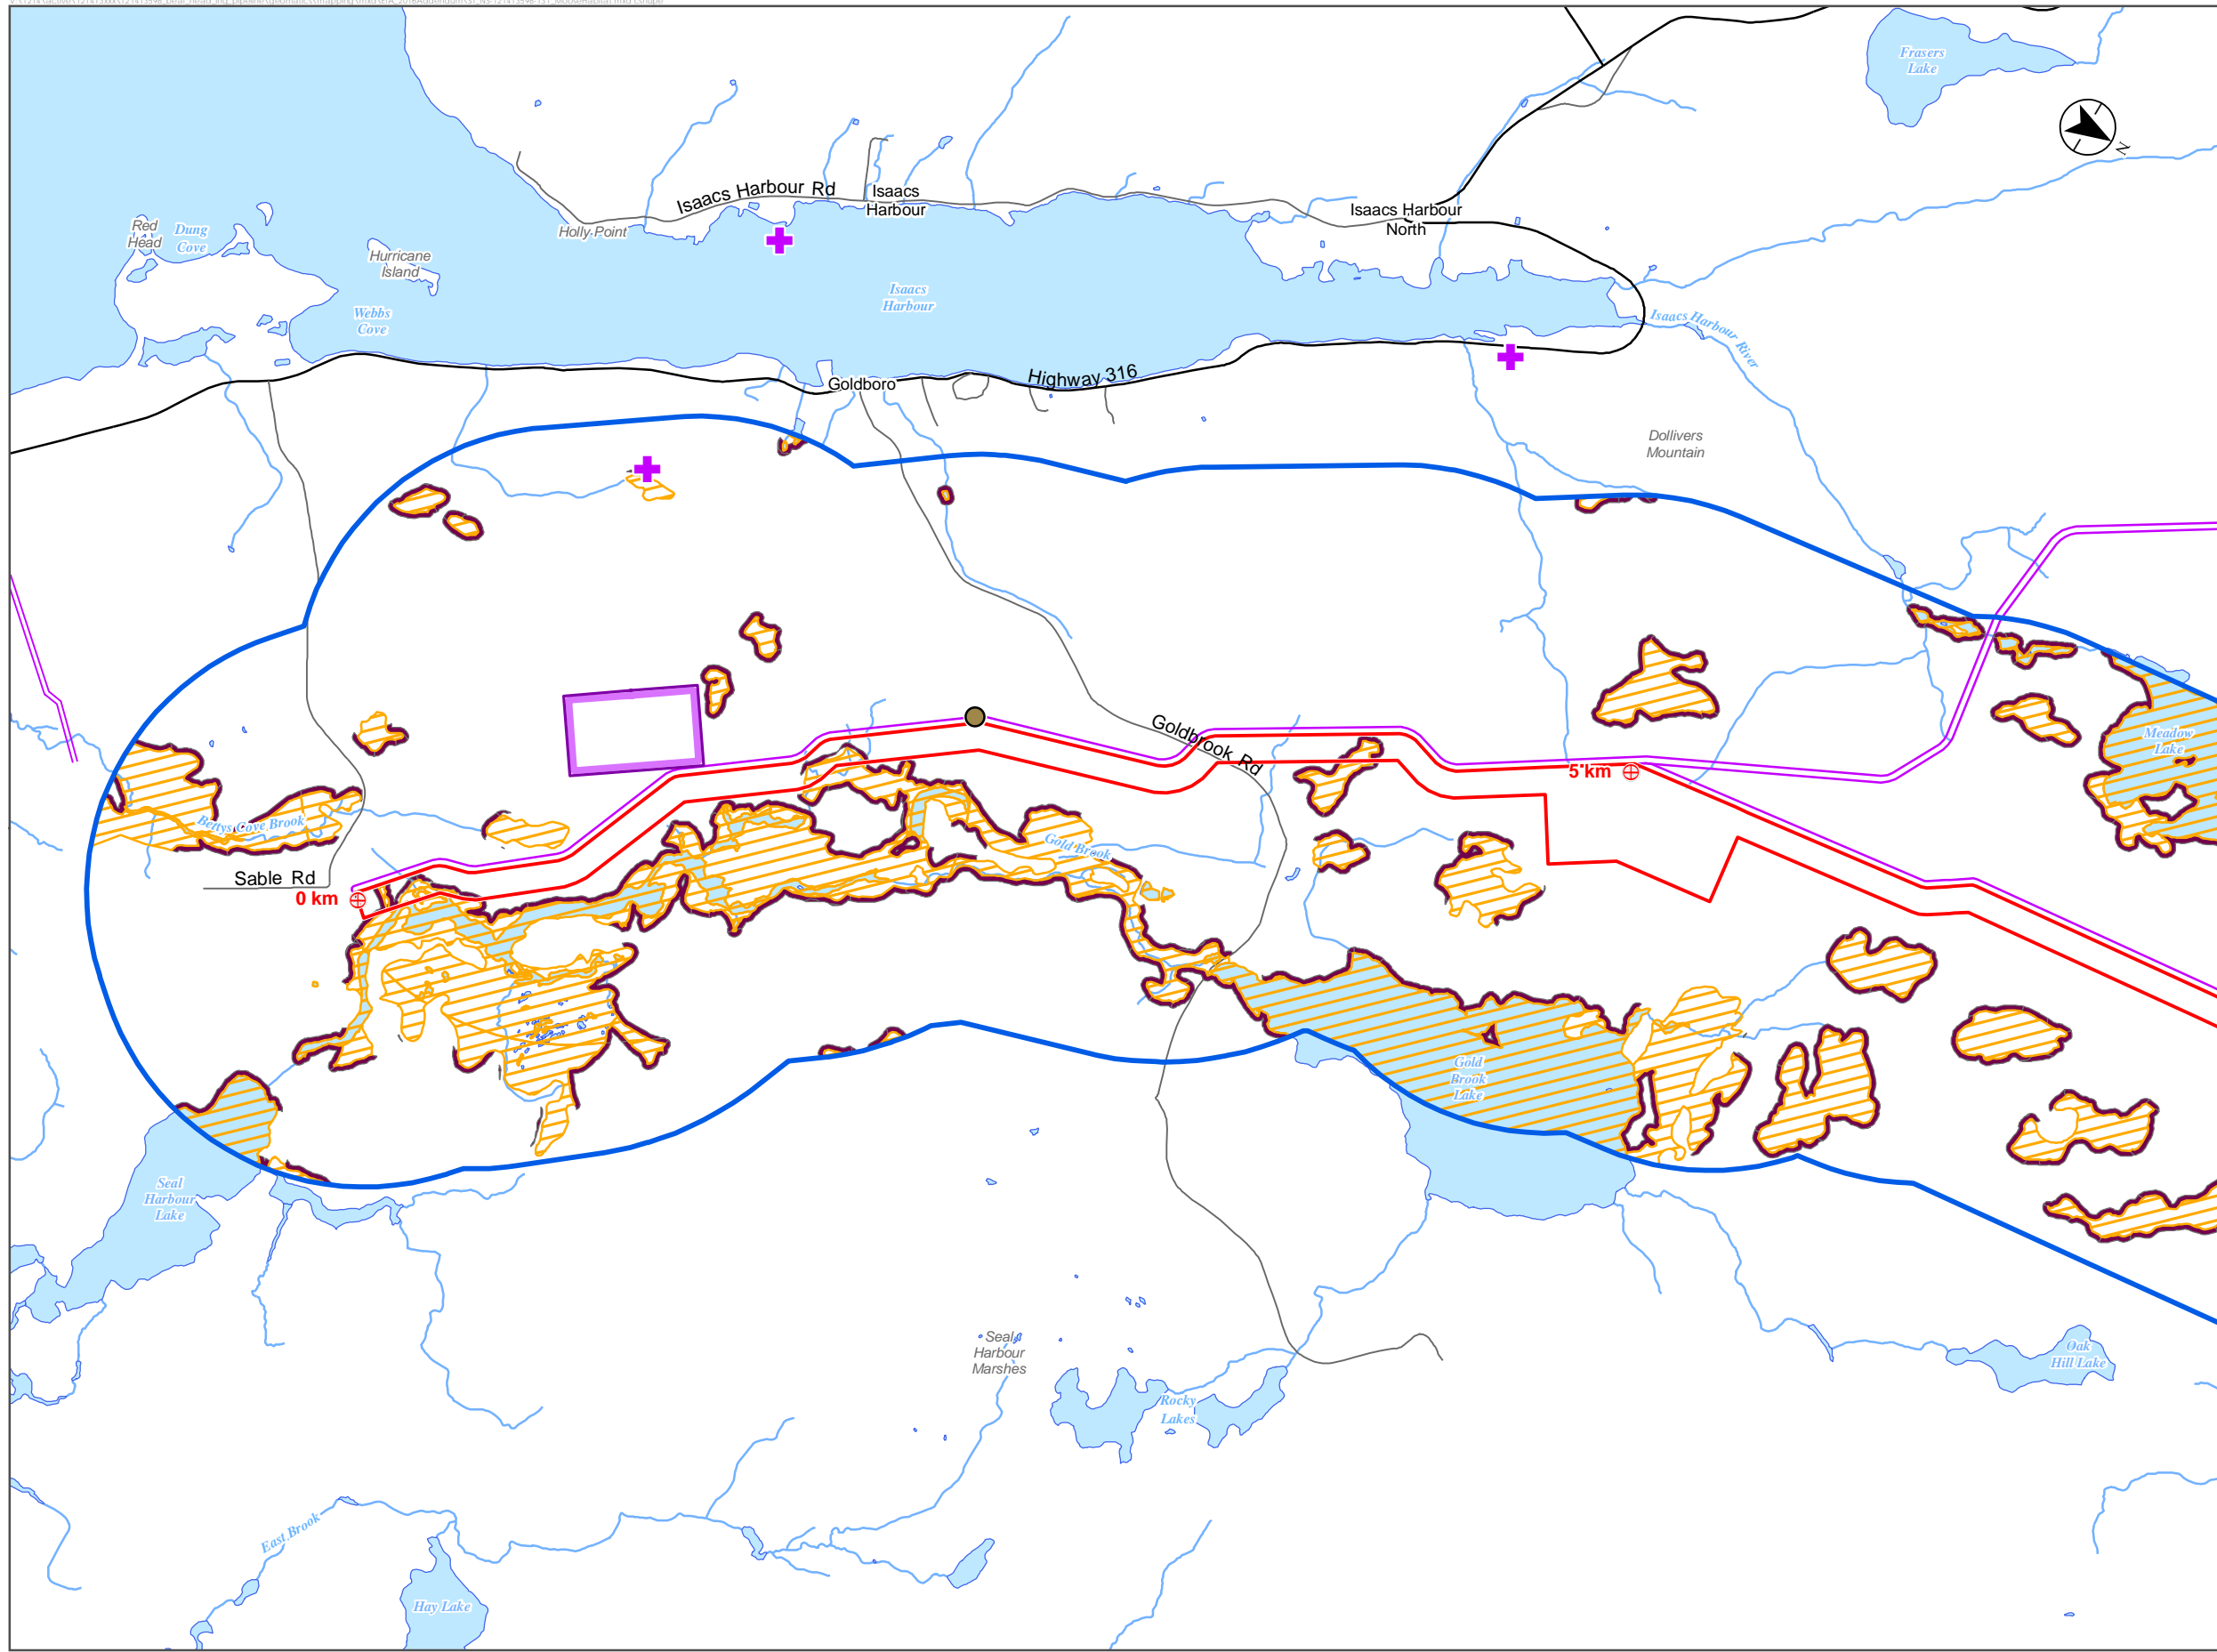 Frasers
Lake
N
Isaacs Harbour Rd
Isaacs
Harbour
Isaacs Harbour
North
Holly Point
Red
Head
Dung
Cove
Hurricane
Island
Webbs
Cove
Isaacs
Harbour
Isaacs Harbour River
Goldboro
Highway 316
Dollivers
Mountain
Goldbrook Rd
5 km
Meadow
Lake
Bettys Cove Brook
Gold Brook
Sable Rd
0 km
Gold
Brook
Lake
Seal
Harbour
Lake
Seal
Harbour
Marshes
Oak
Hill Lake
Rocky
Lakes
East Brook
Hay Lake